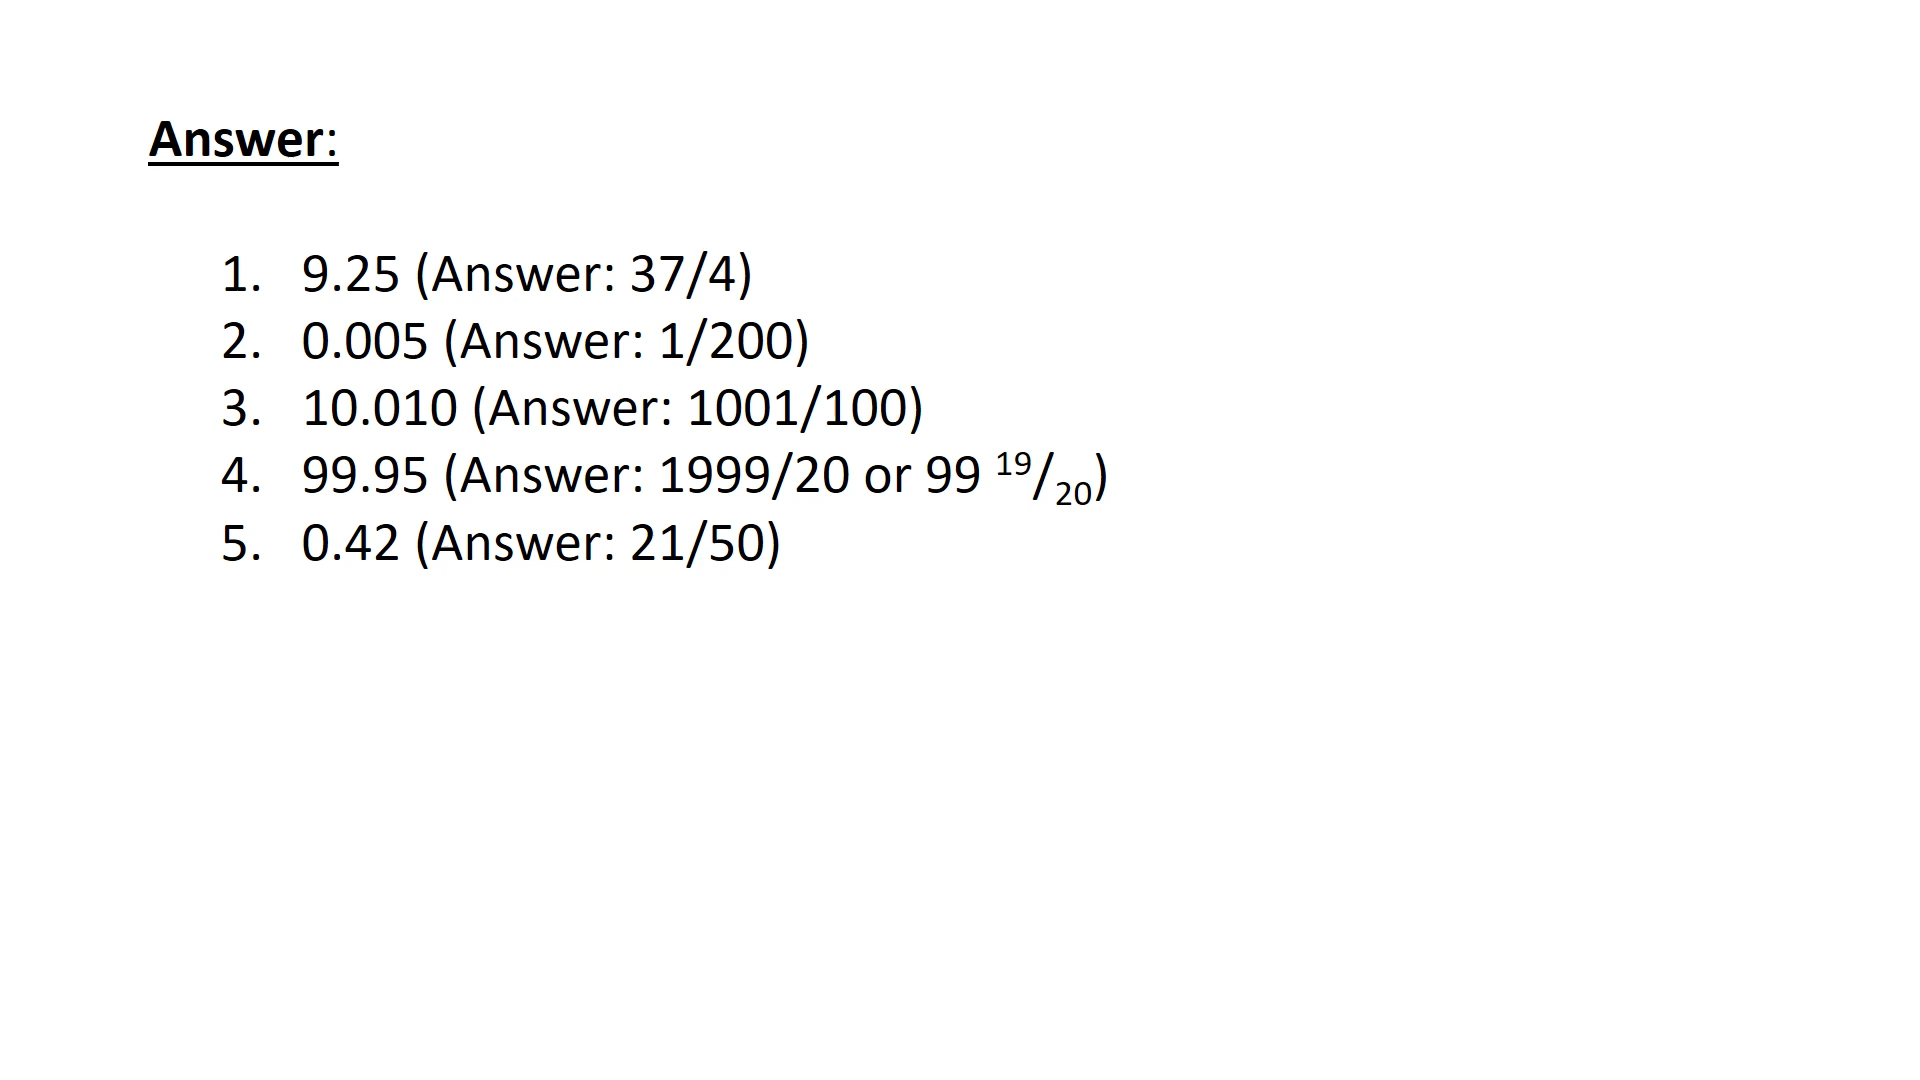 Answer:
1. 9.25 (Answer: 37/4)
2. 0.005 (Answer: 1/200)
3. 10.010 (Answer: 1001/100)
4. 99.95 (Answer: 1999/20 or 99 ¹⁹/₂₀)
5. 0.42 (Answer: 21/50)